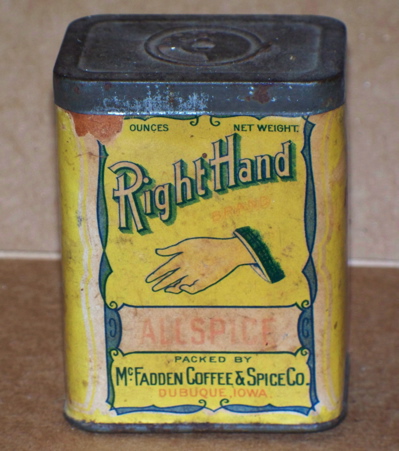 OUNCES NET WEIGHT.
Right Hand
BRAND
ALLSPICE
PACKED BY
McFADDEN COFFEE & SPICE CO.
DUBUQUE, IOWA.